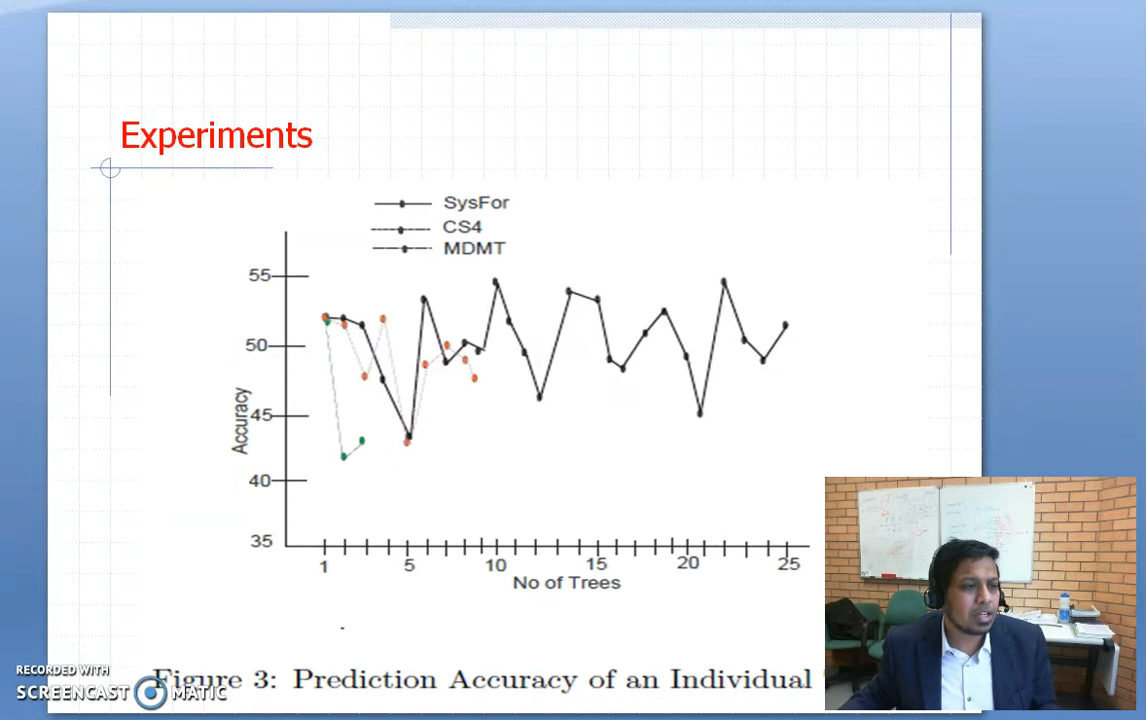 Experiments
SysFor
CS4
MDMT
55
50
45
40
35
Accuracy
1
5
10
15
20
25
No of Trees
Figure 3: Prediction Accuracy of an Individual
RECORDED WITH
SCREENCAST MATIC